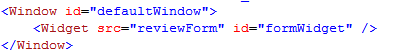 <Window id="defaultWindow">
<Widget src="reviewForm" id="formWidget" />
</Window>